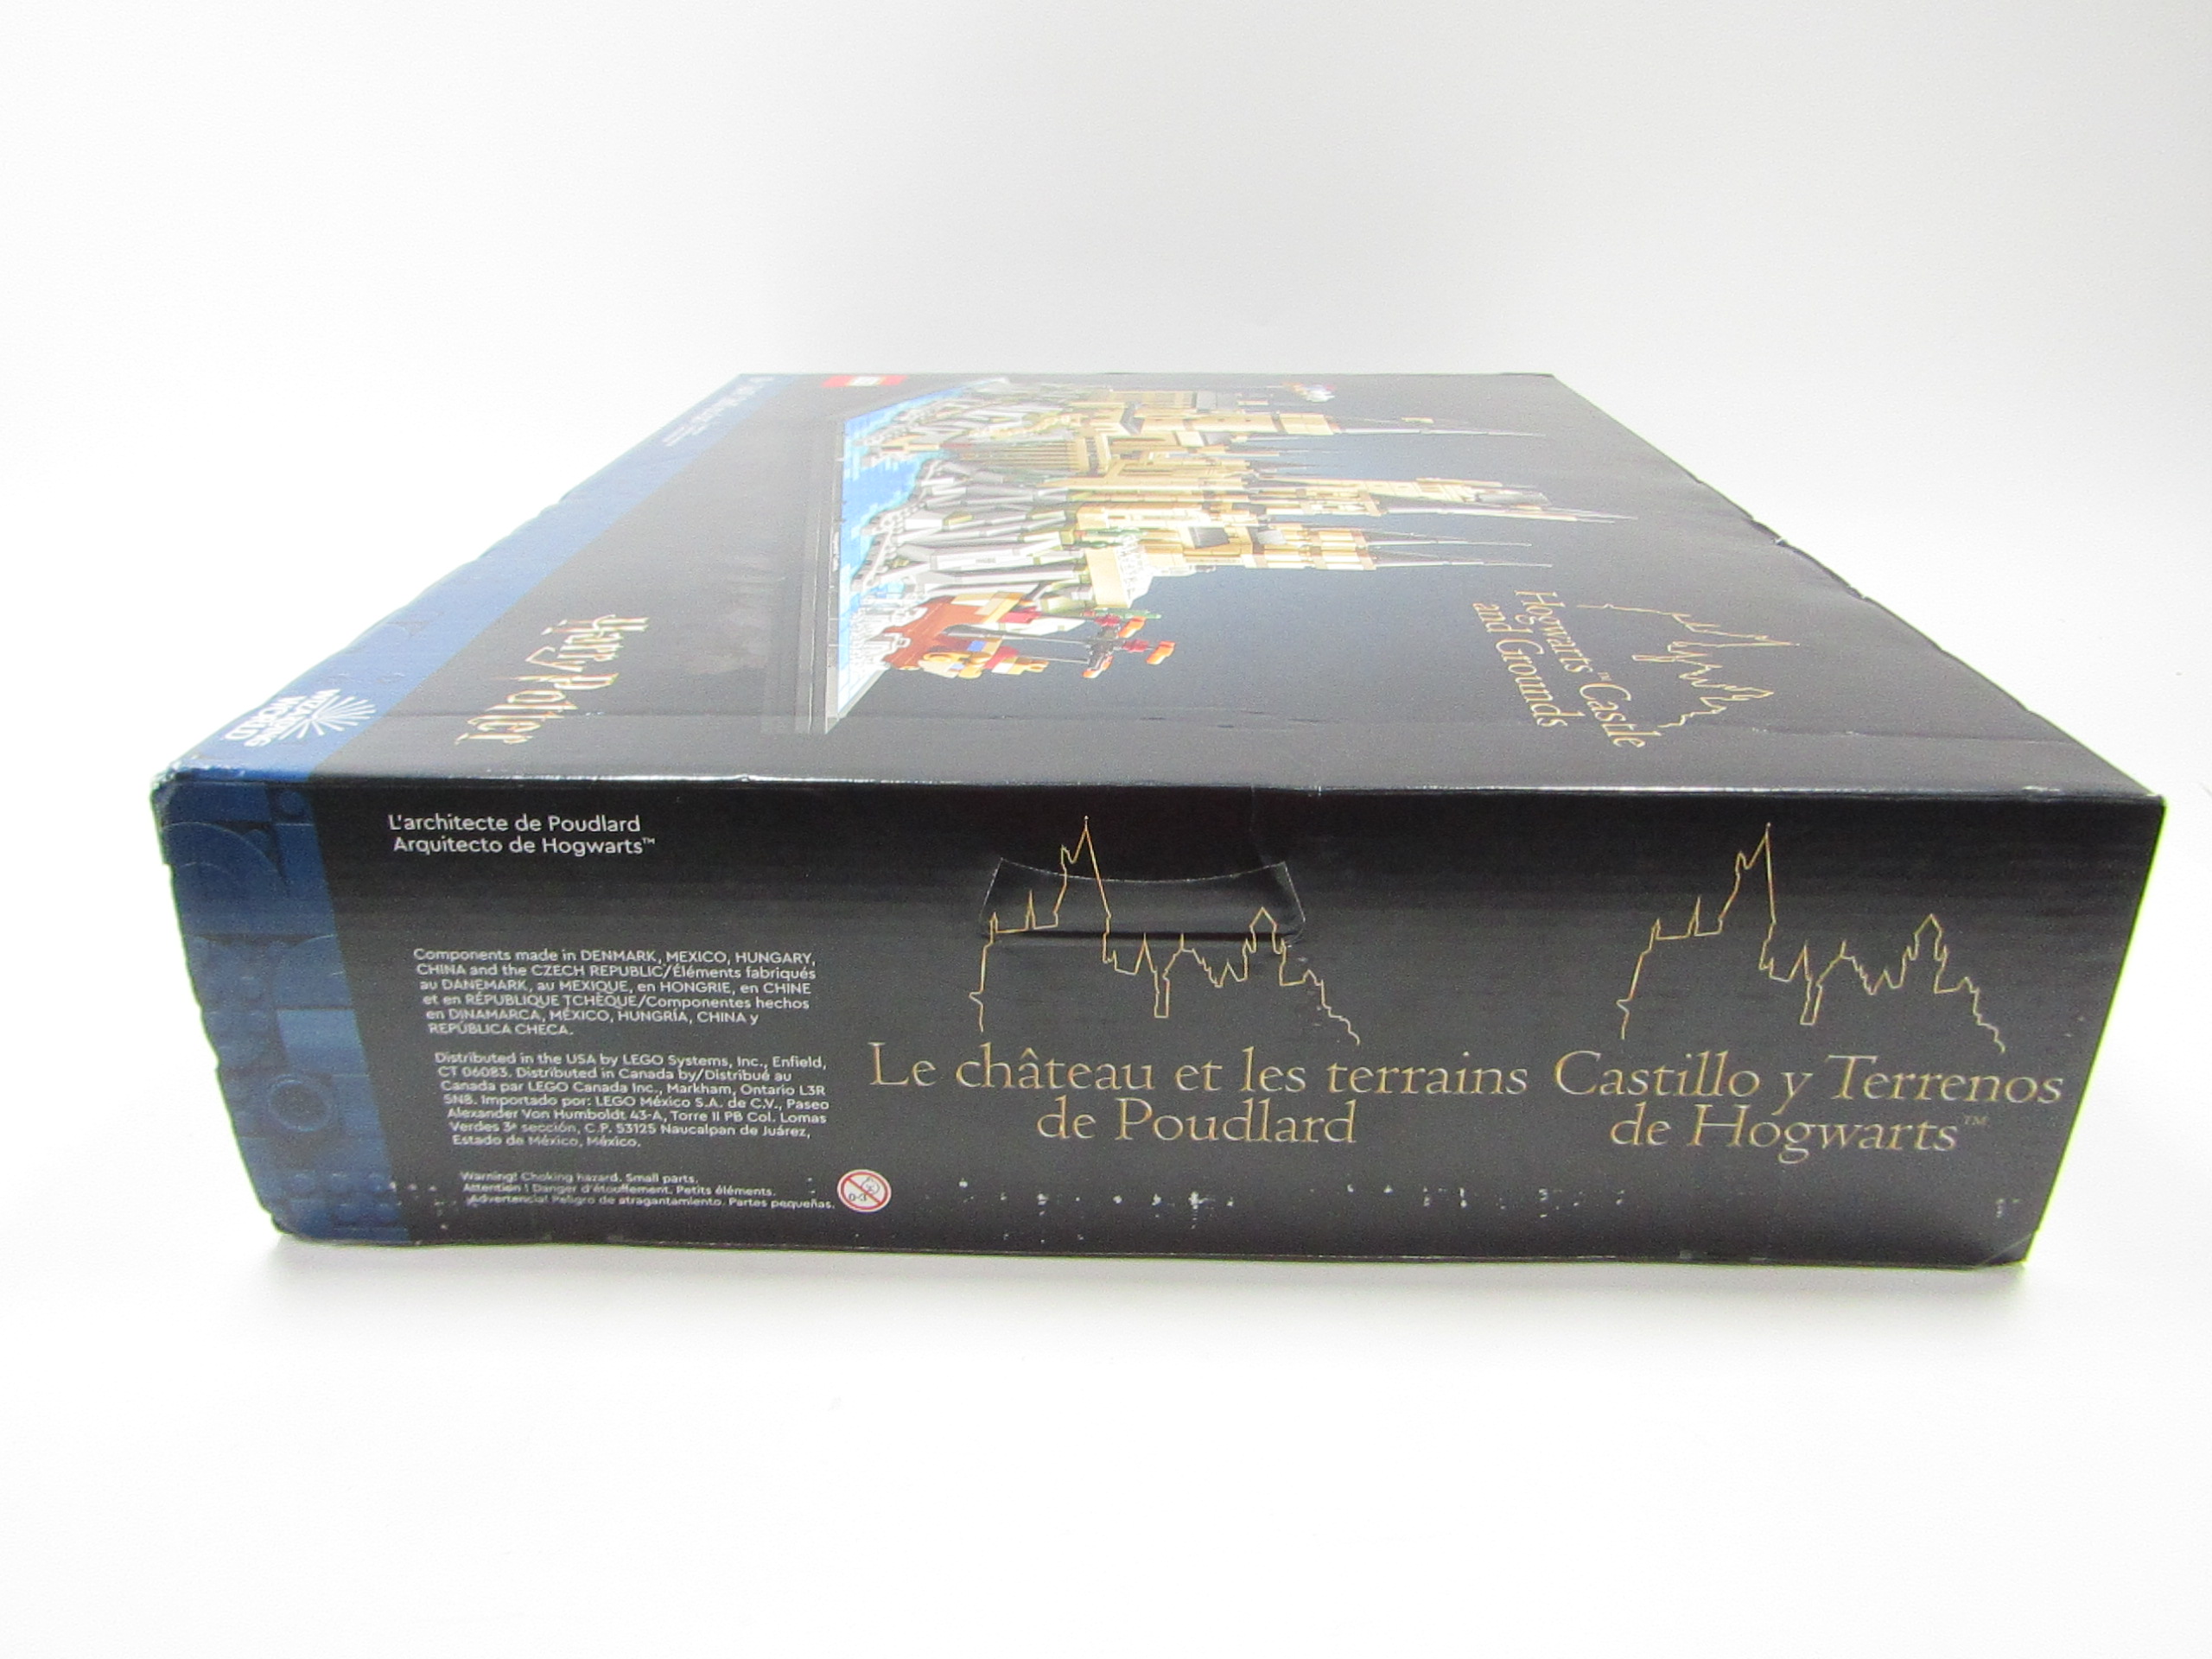 WIZARDING
WORLD
Harry Potter
Hogwarts™ Castle
and Grounds
L'architecte de Poudlard
Arquitecto de Hogwarts™
Components made in DENMARK, MEXICO, HUNGARY,
CHINA and the CZECH REPUBLIC/Éléments fabriqués
au DANEMARK, au MEXIQUE, en HONGRIE, en CHINE
et en RÉPUBLIQUE TCHÈQUE/Componentes hechos
en DINAMARCA, MÉXICO, HUNGRÍA, CHINA y
REPÚBLICA CHECA.
Distributed in the USA by LEGO Systems, Inc., Enfield,
CT 06083. Distributed in Canada by/Distribué au
Canada par LEGO Canada Inc., Markham, Ontario L3R
5N8. Importado por: LEGO México S.A. de C.V., Paseo
Alexander Von Humboldt 43-A, Torre II PB Col. Lomas
Verdes 3ª sección, C.P. 53125 Naucalpan de Juárez,
Estado de México, México.
Warning! Choking hazard. Small parts.
Attention ! Danger d'étouffement. Petits éléments.
¡Advertencia! Peligro de atragantamiento. Partes pequeñas.
0-3
Le château et les terrains
de Poudlard
Castillo y Terrenos
de Hogwarts™